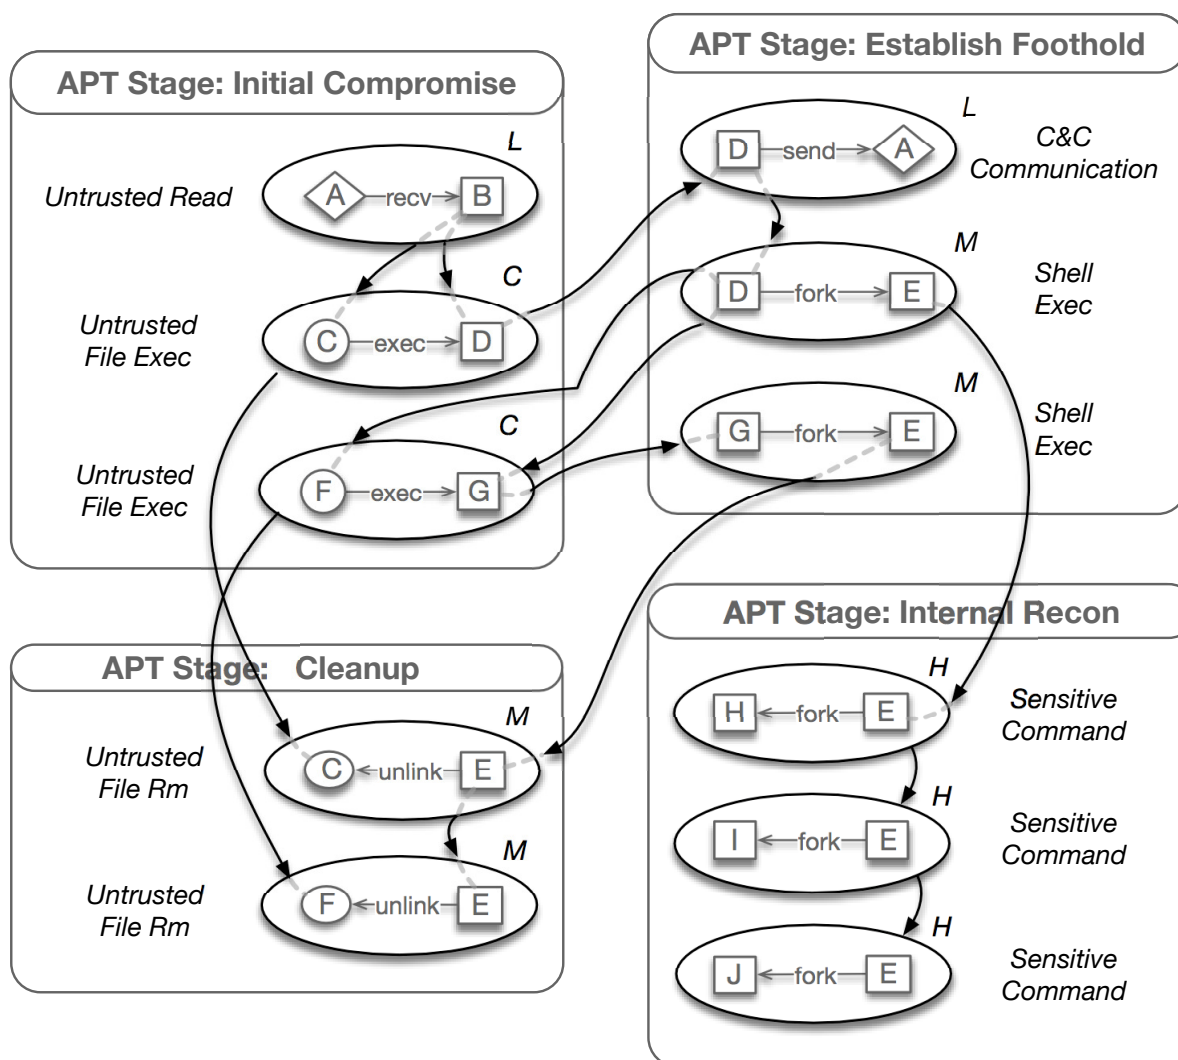 APT Stage: Initial Compromise
L
Untrusted Read
A recv B
C
Untrusted
File Exec
C exec D
C
Untrusted
File Exec
F exec G
APT Stage: Establish Foothold
L
D send A
C&C
Communication
M
D fork E
Shell
Exec
M
G fork E
Shell
Exec
APT Stage: Cleanup
M
Untrusted
File Rm
C unlink E
M
Untrusted
File Rm
F unlink E
APT Stage: Internal Recon
H
H fork E
Sensitive
Command
H
I fork E
Sensitive
Command
H
J fork E
Sensitive
Command